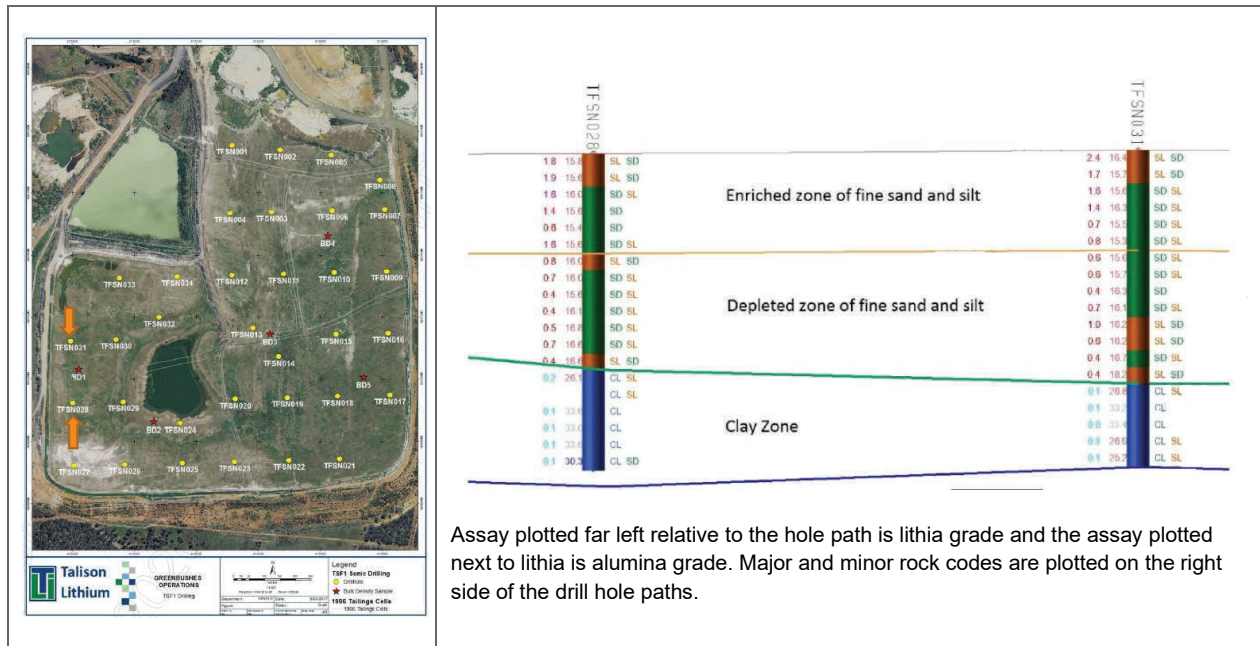 TFSN001
TFSN002
TFSN005
TFSN008
TFSN004
TFSN003
TFSN006
TFSN007
BD4
TFSN033
TFSN034
TFSN012
TFSN011
TFSN010
TFSN009
TFSN032
TFSN031
TFSN030
TFSN013
BD3
TFSN015
TFSN016
TFSN014
BD1
BD5
TFSN028
TFSN029
TFSN020
TFSN019
TFSN018
TFSN017
BD2
TFSN024
TFSN027
TFSN026
TFSN025
TFSN023
TFSN022
TFSN021
Talison
Lithium
GREENBUSHES
OPERATIONS
TSF1 Drilling
Legend
TSF1 Sonic Drilling
Drillhole
Bulk Density Sample
1996 Tailings Cells
1996 Tailings Cells
TFSN028
TFSN031
1.8 15.8 SL SD
1.9 15.6 SL SD
1.6 16.0 SD SL
1.4 15.6 SD
0.6 15.4 SD
1.6 15.6 SD SL
0.8 16.0 SL SD
0.7 16.0 SD SL
0.4 15.6 SD SL
0.4 16.1 SD SL
0.5 16.8 SD SL
0.7 16.6 SD SL
0.4 16.6 SL SD
0.2 26.1 CL SL
CL SL
0.1 33.6 CL
0.1 33.0 CL
0.1 33.6 CL
0.1 30.3 CL SD
Enriched zone of fine sand and silt
Depleted zone of fine sand and silt
Clay Zone
2.4 16.4 SL SD
1.7 15.7 SL SD
1.6 15.6 SD SL
1.4 16.3 SD SL
0.7 15.5 SD SL
0.8 15.3 SD SL
0.6 15.6 SD SL
0.6 15.7 SD SL
0.4 16.3 SD
0.7 16.1 SD SL
1.0 16.2 SL SD
0.6 16.2 SL SD
0.4 16.7 SD SL
0.4 18.2 SL SD
0.1 26.8 CL SL
0.1 33.2 CL
0.0 33.4 CL
0.3 26.9 CL SL
0.1 25.2 CL SL
Assay plotted far left relative to the hole path is lithia grade and the assay plotted
next to lithia is alumina grade. Major and minor rock codes are plotted on the right
side of the drill hole paths.